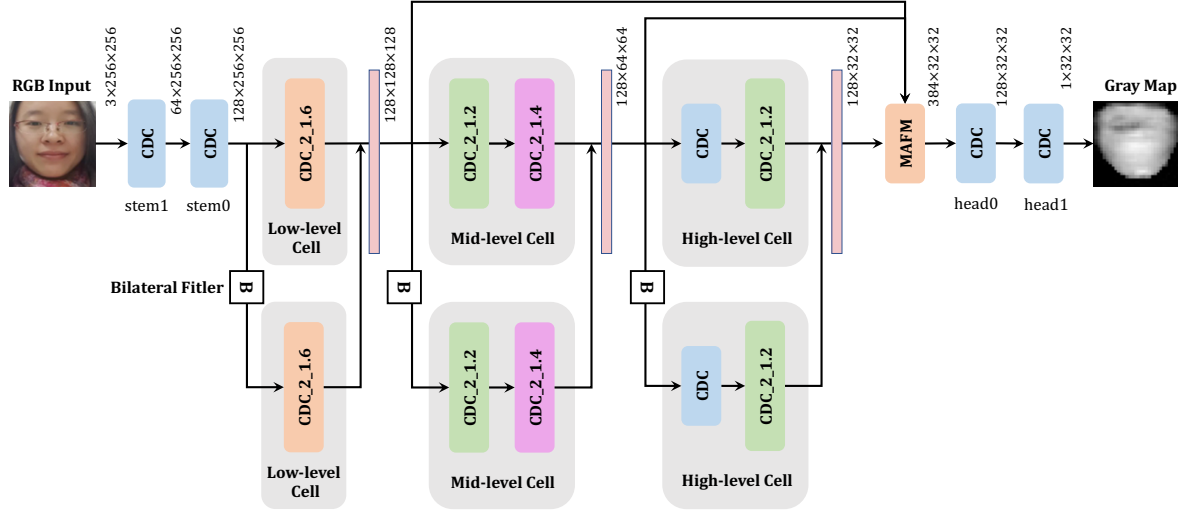 3×256×256
64×256×256
128×256×256
128×128×128
128×64×64
128×32×32
384×32×32
128×32×32
1×32×32
RGB Input
Gray Map
CDC
CDC
CDC_2_1.6
CDC_2_1.2
CDC_2_1.4
CDC
CDC_2_1.2
MAFM
CDC
CDC
stem1
stem0
head0
head1
Low-level
Cell
Mid-level Cell
High-level Cell
Bilateral Fitler
B
B
B
CDC_2_1.6
CDC_2_1.2
CDC_2_1.4
CDC
CDC_2_1.2
Low-level
Cell
Mid-level Cell
High-level Cell